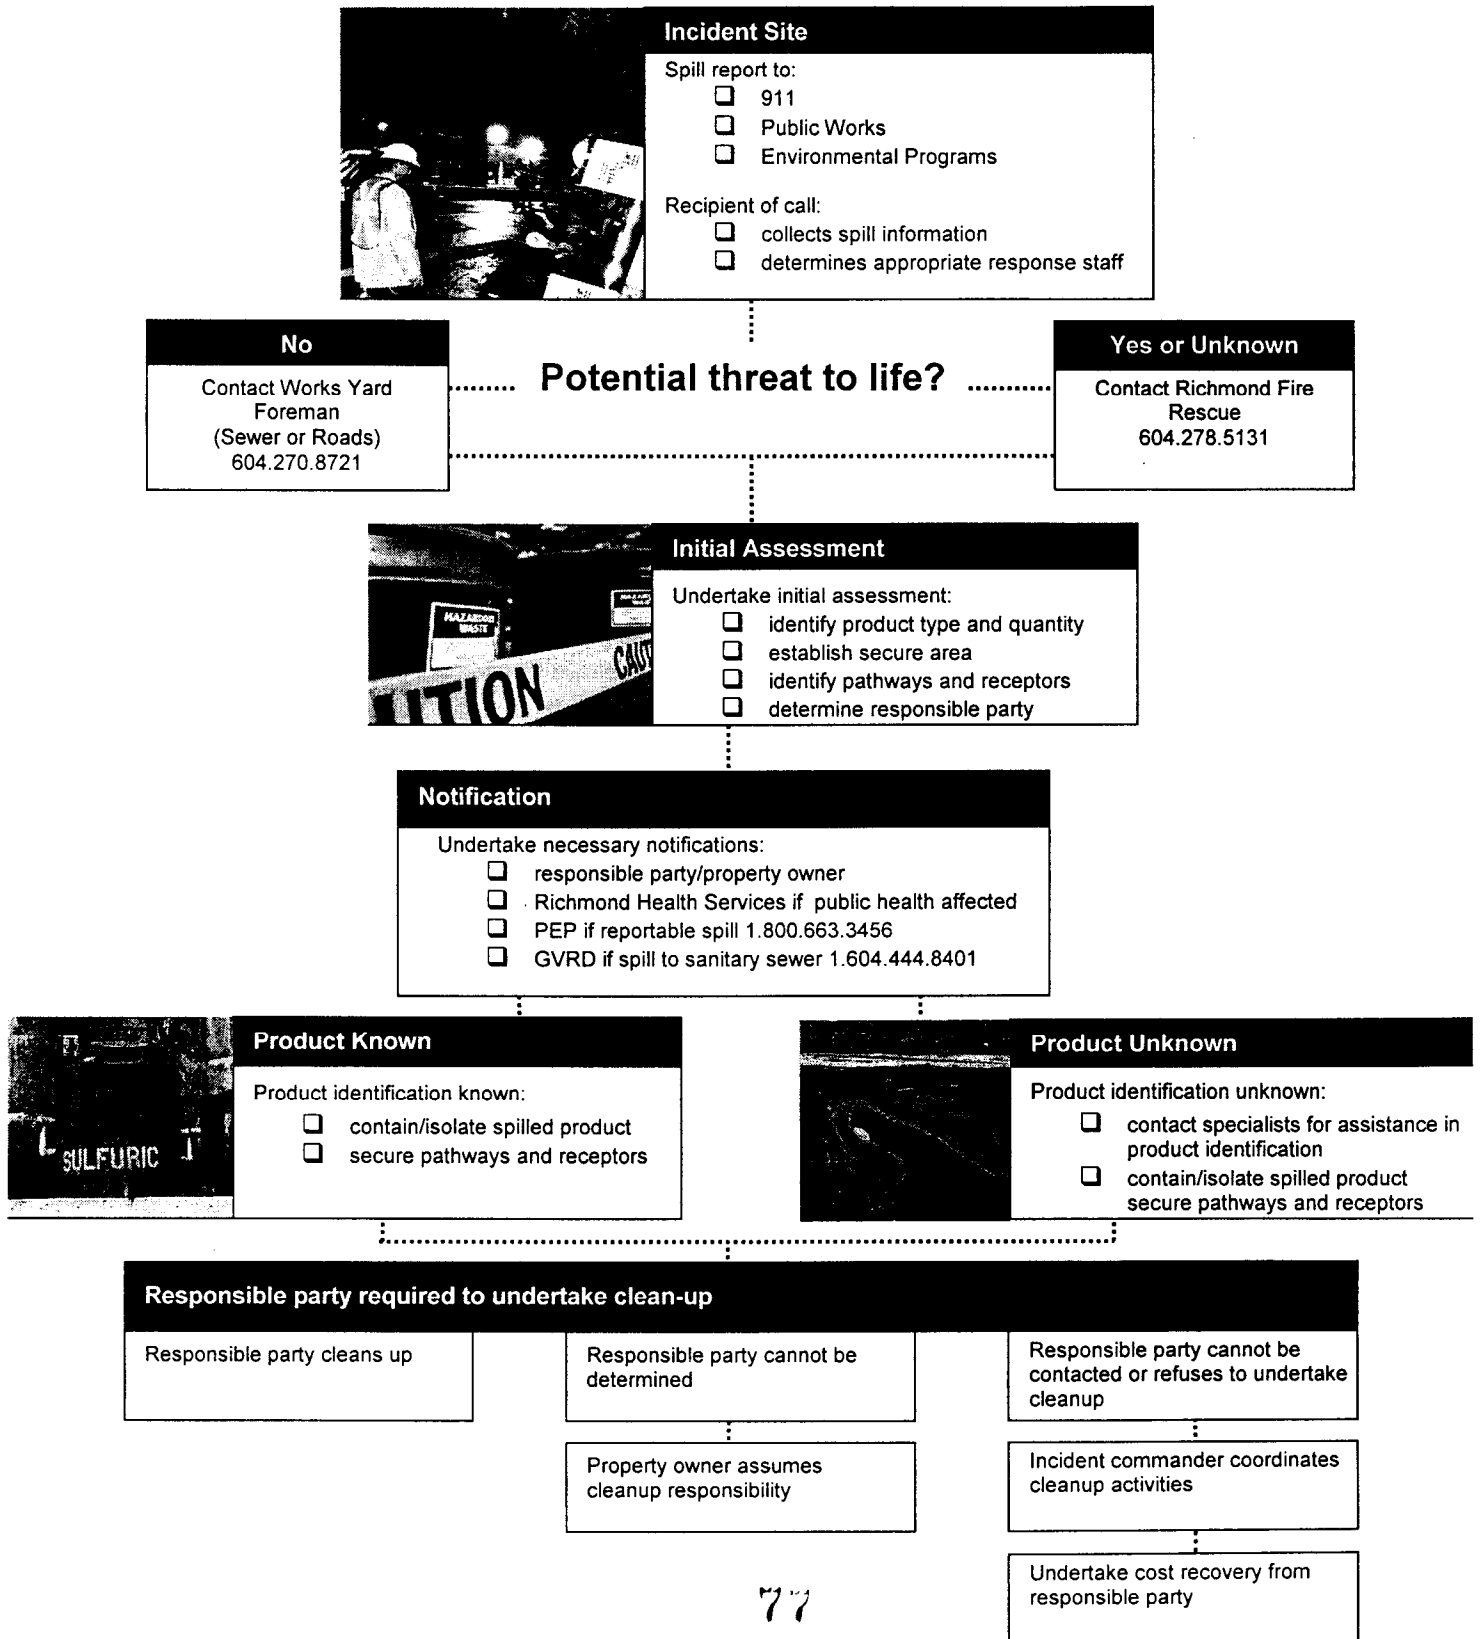 Incident Site
Spill report to:
❑ 911
❑ Public Works
❑ Environmental Programs
Recipient of call:
❑ collects spill information
❑ determines appropriate response staff
Potential threat to life?
No
Contact Works Yard
Foreman
(Sewer or Roads)
604.270.8721
Yes or Unknown
Contact Richmond Fire
Rescue
604.278.5131
HAZARDOUS
WASTE
UTION
CAUT
Initial Assessment
Undertake initial assessment:
❑ identify product type and quantity
❑ establish secure area
❑ identify pathways and receptors
❑ determine responsible party
Notification
Undertake necessary notifications:
❑ responsible party/property owner
❑ Richmond Health Services if public health affected
❑ PEP if reportable spill 1.800.663.3456
❑ GVRD if spill to sanitary sewer 1.604.444.8401
SULFURIC
Product Known
Product identification known:
❑ contain/isolate spilled product
❑ secure pathways and receptors
Product Unknown
Product identification unknown:
❑ contact specialists for assistance in
product identification
❑ contain/isolate spilled product
secure pathways and receptors
Responsible party required to undertake clean-up
Responsible party cleans up
Responsible party cannot be
determined
Property owner assumes
cleanup responsibility
Responsible party cannot be
contacted or refuses to undertake
cleanup
Incident commander coordinates
cleanup activities
Undertake cost recovery from
responsible party
77